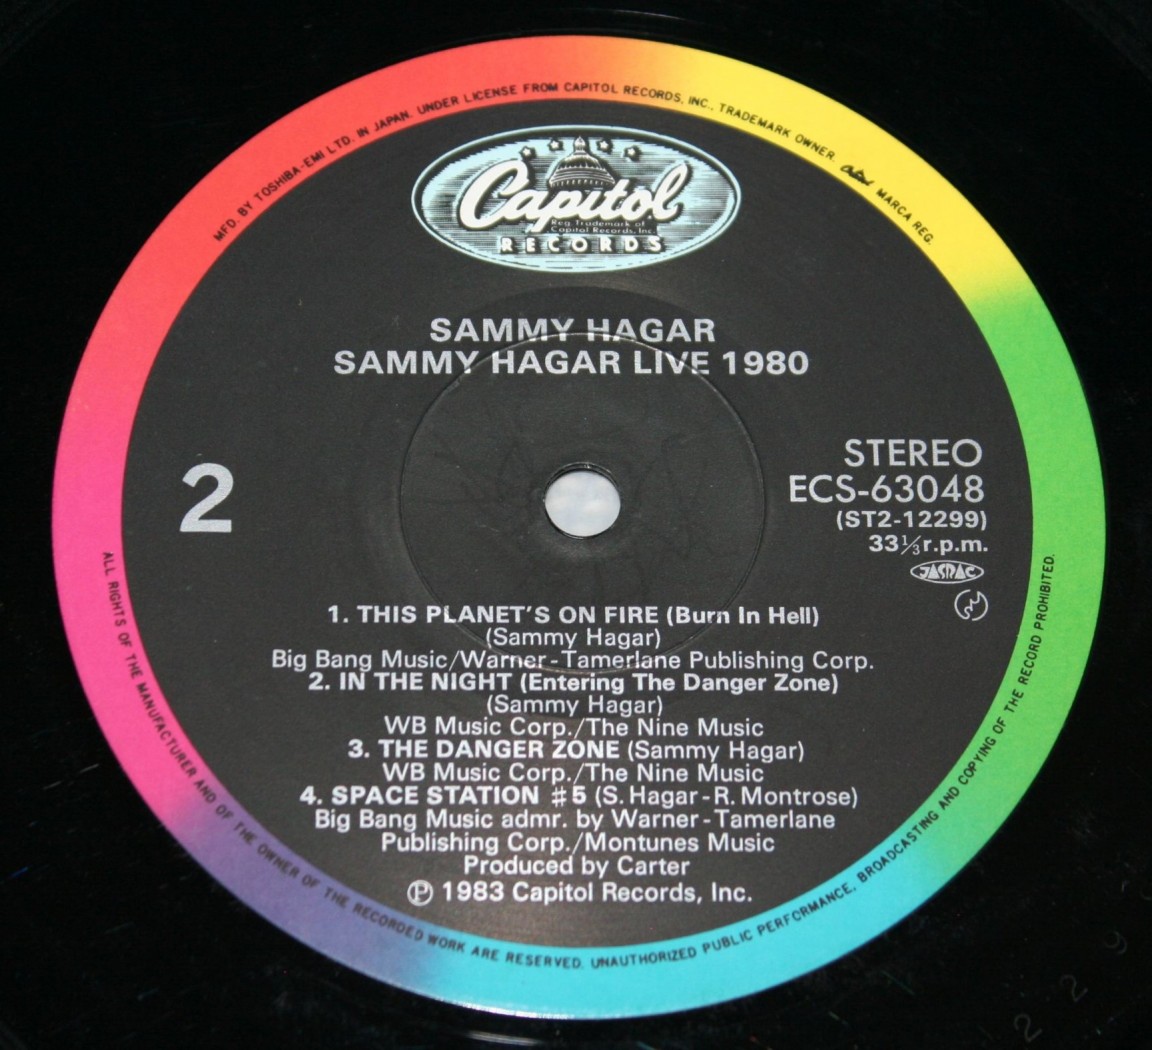 MFD. BY TOSHIBA-EMI LTD. IN JAPAN. UNDER LICENSE FROM CAPITOL RECORDS, INC., TRADEMARK OWNER. Capitol MARCA REG.
Capitol
Reg. Trademark of
Capitol Records, Inc.
RECORDS
SAMMY HAGAR
SAMMY HAGAR LIVE 1980
2
STEREO
ECS-63048
(ST2-12299)
33⅓r.p.m.
JASRAC
1. THIS PLANET'S ON FIRE (Burn In Hell)
(Sammy Hagar)
Big Bang Music/Warner-Tamerlane Publishing Corp.
2. IN THE NIGHT (Entering The Danger Zone)
(Sammy Hagar)
WB Music Corp./The Nine Music
3. THE DANGER ZONE (Sammy Hagar)
WB Music Corp./The Nine Music
4. SPACE STATION #5 (S. Hagar-R. Montrose)
Big Bang Music admr. by Warner-Tamerlane
Publishing Corp./Montunes Music
Produced by Carter
℗ 1983 Capitol Records, Inc.
ALL RIGHTS OF THE MANUFACTURER AND OF THE OWNER OF THE RECORDED WORK ARE RESERVED. UNAUTHORIZED PUBLIC PERFORMANCE, BROADCASTING AND COPYING OF THE RECORD PROHIBITED.
2 2 9